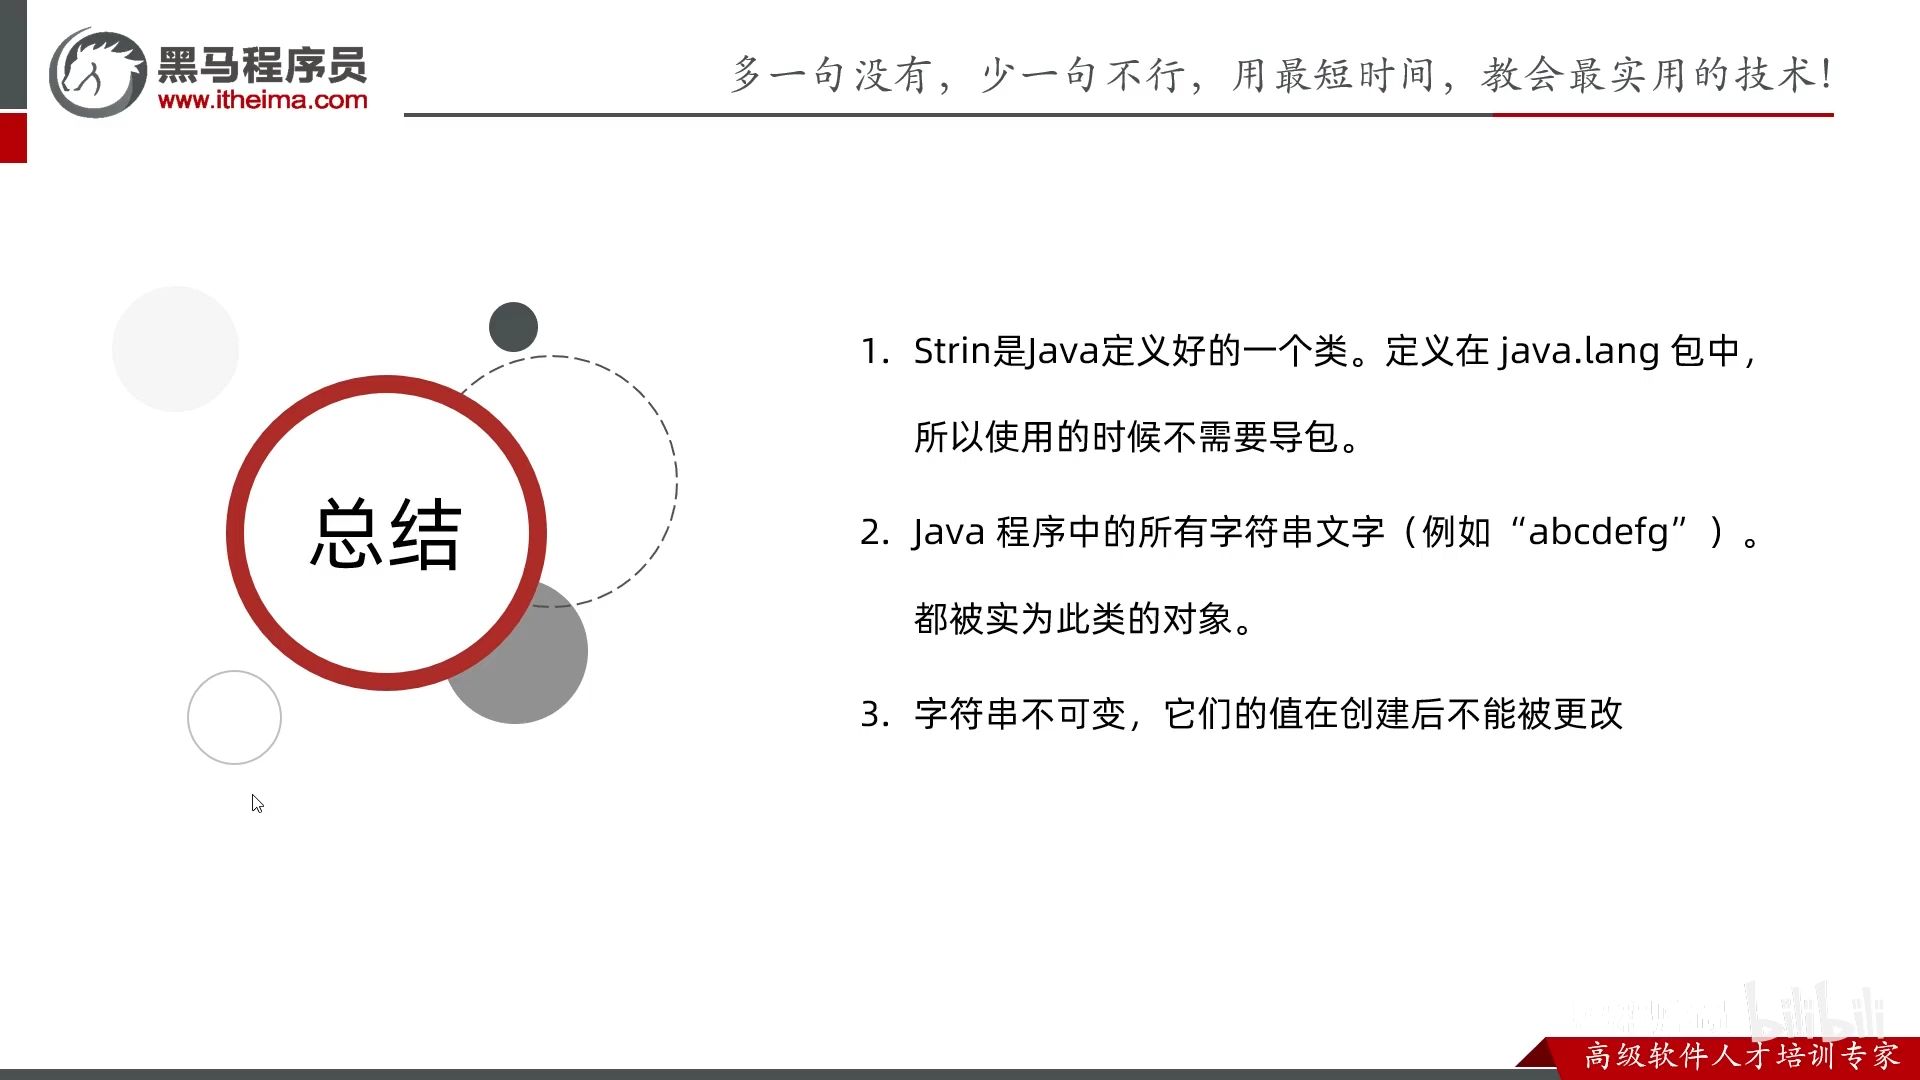 黑马程序员
www.itheima.com
多一句没有，少一句不行，用最短时间，教会最实用的技术！
总结
1. Strin是Java定义好的一个类。定义在 java.lang 包中，
所以使用的时候不需要导包。
2. Java 程序中的所有字符串文字（例如“abcdefg”）。
都被实为此类的对象。
3. 字符串不可变，它们的值在创建后不能被更改
bilibili
高级软件人才培训专家